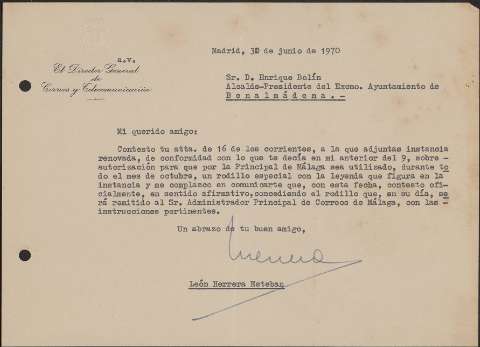 S.V.
El Director General
de
Correos y Telecomunicación
Madrid, 30 de junio de 1970
Sr. D. Enrique Bolín
Alcalde-Presidente del Excmo. Ayuntamiento de
B e n a l m á d e n a . -
Mi querido amigo:
Contesto tu atta. de 16 de los corrientes, a la que adjuntas instancia
renovada, de conformidad con lo que te decía en mi anterior del 9, sobre -
autorización para que por la Principal de Málaga sea utilizado, durante to
do el mes de octubre, un rodillo especial con la leyenda que figura en la
instancia y me complazco en comunicarte que, con esta fecha, contesto ofi-
cialmente, en sentido afirmativo, concediendo el rodillo que, en su día, se
rá remitido al Sr. Administrador Principal de Correos de Málaga, con las -
instrucciones pertinentes.
Un abrazo de tu buen amigo,
Herrera
León Herrera Esteban